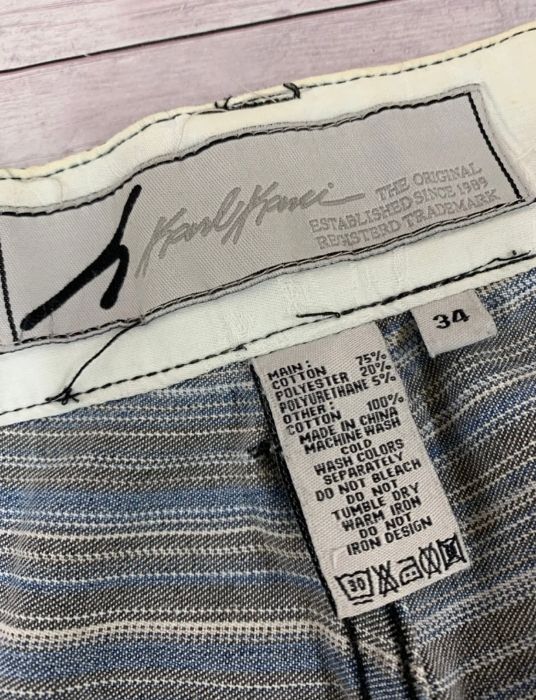 Karl Kani
THE ORIGINAL
ESTABLISHED SINCE 1989
REGISTERD TRADEMARK
34
MAIN:
COTTON 75%
POLYESTER 20%
POLYURETHANE 5%
OTHER:
COTTON 100%
MADE IN CHINA
MACHINE WASH
COLD
WASH COLORS
SEPARATELY
DO NOT BLEACH
DO NOT
TUMBLE DRY
WARM IRON
DO NOT
IRON DESIGN
30